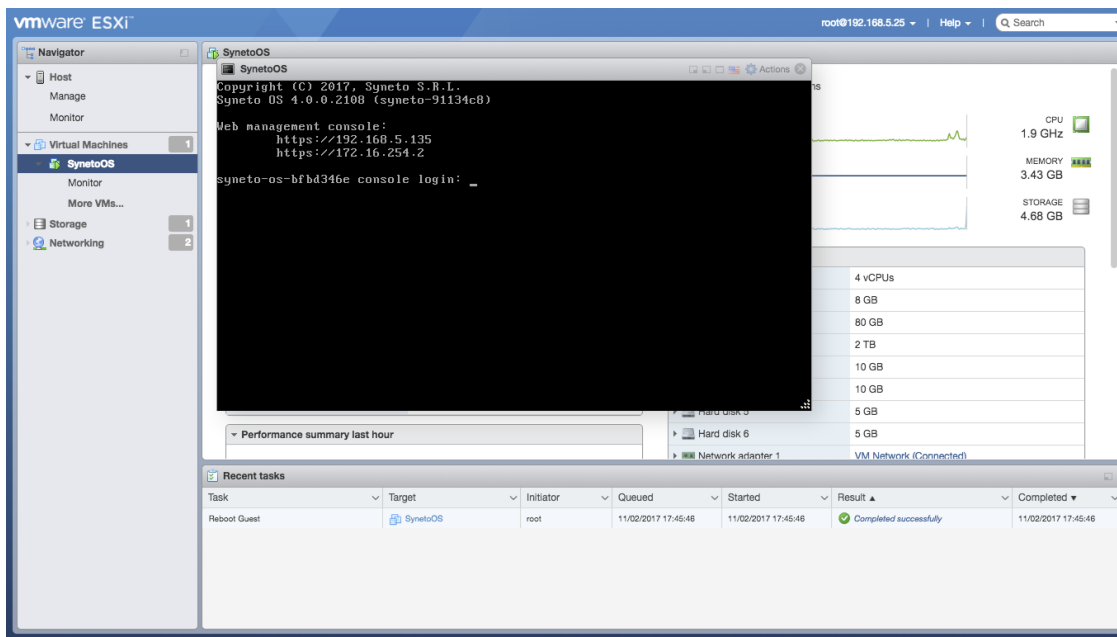 vmware ESXi™
root@192.168.5.25 | Help | Search
Navigator
Host
Manage
Monitor
Virtual Machines 1
SynetoOS
Monitor
More VMs...
Storage 1
Networking 2
SynetoOS
SynetoOS Actions
Copyright (C) 2017, Syneto S.R.L.
Syneto OS 4.0.0.2108 (syneto-91134c8)
Web management console:
https://192.168.5.135
https://172.16.254.2
syneto-os-bfbd346e console login: _
CPU
1.9 GHz
MEMORY
3.43 GB
STORAGE
4.68 GB
4 vCPUs
8 GB
80 GB
2 TB
10 GB
10 GB
Hard disk 5 5 GB
Hard disk 6 5 GB
Network adapter 1 VM Network (Connected)
Performance summary last hour
Recent tasks
Task Target Initiator Queued Started Result Completed
Reboot Guest SynetoOS root 11/02/2017 17:45:46 11/02/2017 17:45:46 Completed successfully 11/02/2017 17:45:46